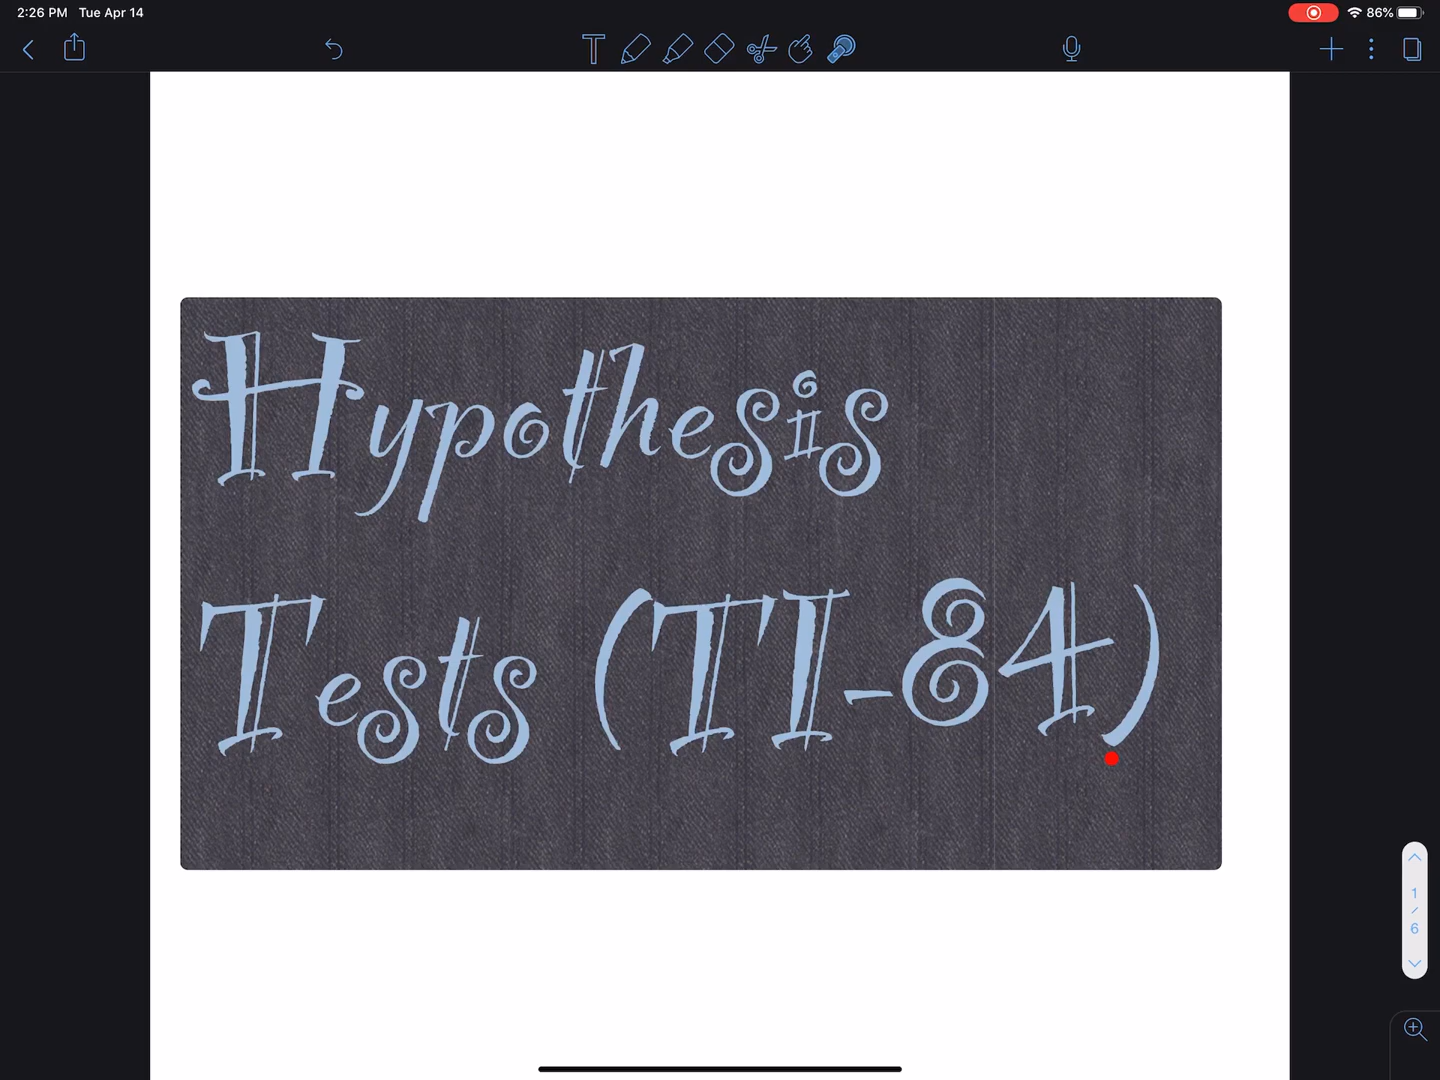 2:26 PM Tue Apr 14
86%
T
Hypothesis
Tests (TI-84)
1
/
6